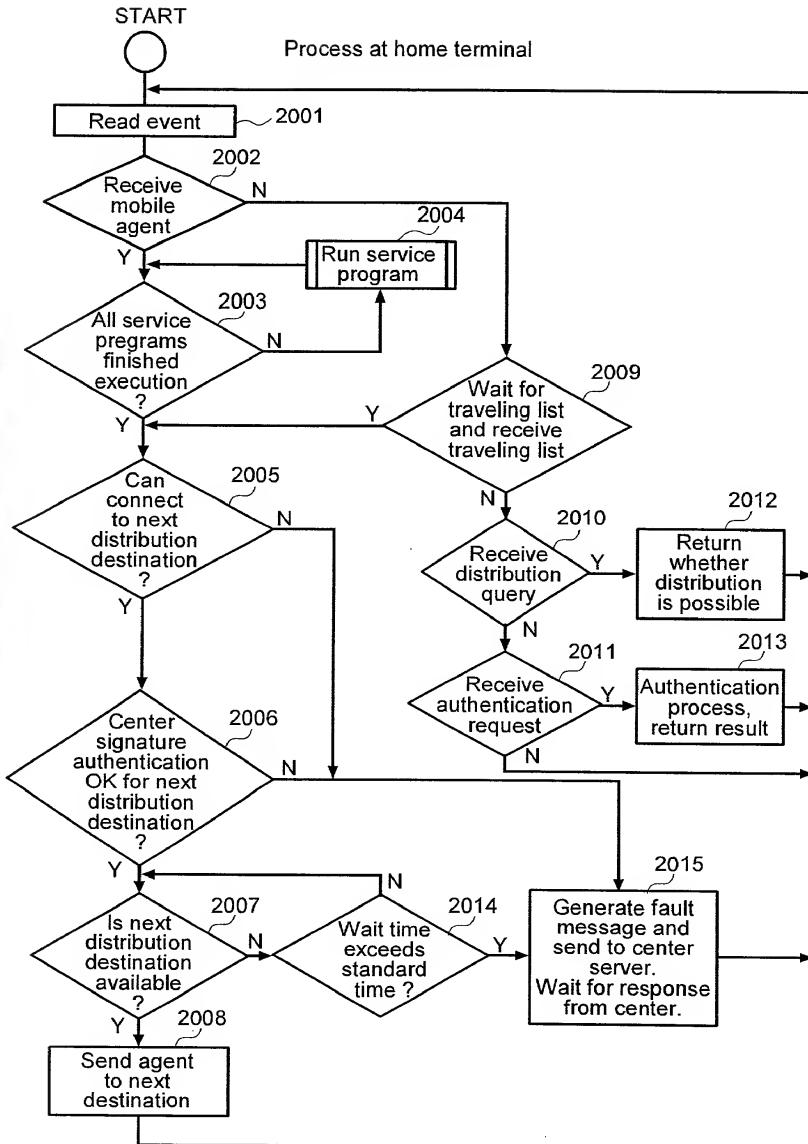 START
Process at home terminal
Read event
2001
2002
Receive
mobile
agent
N
Y
2004
Run service
program
2003
All service
pregrams
finished
execution
?
N
Y
2009
Wait for
traveling list
and receive
traveling list
Y
N
2005
Can
connect
to next
distribution
destination
?
N
Y
2010
Receive
distribution
query
Y
N
2012
Return
whether
distribution
is possible
2011
Receive
authentication
request
Y
N
2013
Authentication
process,
return result
2006
Center
signature
authentication
OK for next
distribution
destination
?
N
Y
2007
Is next
distribution
destination
available
?
N
Y
2014
Wait time
exceeds
standard
time ?
N
Y
2015
Generate fault
message and
send to center
server.
Wait for response
from center.
2008
Send agent
to next
destination